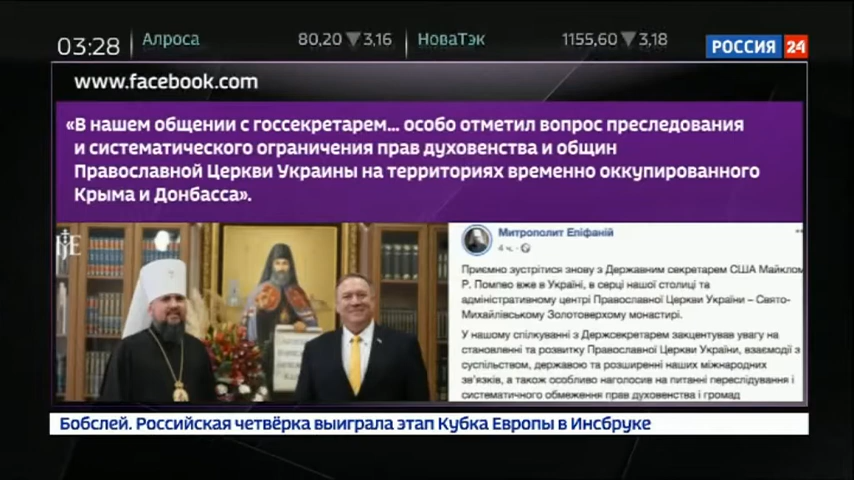 03:28
Алроса 80,20 ▼ 3,16
НоваТэк 1155,60 ▼ 3,18
РОССИЯ 24
www.facebook.com
«В нашем общении с госсекретарем... особо отметил вопрос преследования
и систематического ограничения прав духовенства и общин
Православной Церкви Украины на территориях временно оккупированного
Крыма и Донбасса».
Митрополит Епіфаній
4 ч. ·
Приємно зустрітися знову з Державним секретарем США Майклом
Р. Помпео вже в Україні, в серці нашої столиці та
адміністративному центрі Православної Церкви України – Свято-
Михайлівському Золотоверхому монастирі.
У нашому спілкуванні з Держсекретарем закцентував увагу на
становленні та розвитку Православної Церкви України, взаємодії з
суспільством, державою та розширенні наших міжнародних
зв'язків, а також особливо наголосив на питанні переслідування і
систематичного обмеження прав духовенства і громад
Бобслей. Российская четвёрка выиграла этап Кубка Европы в Инсбруке